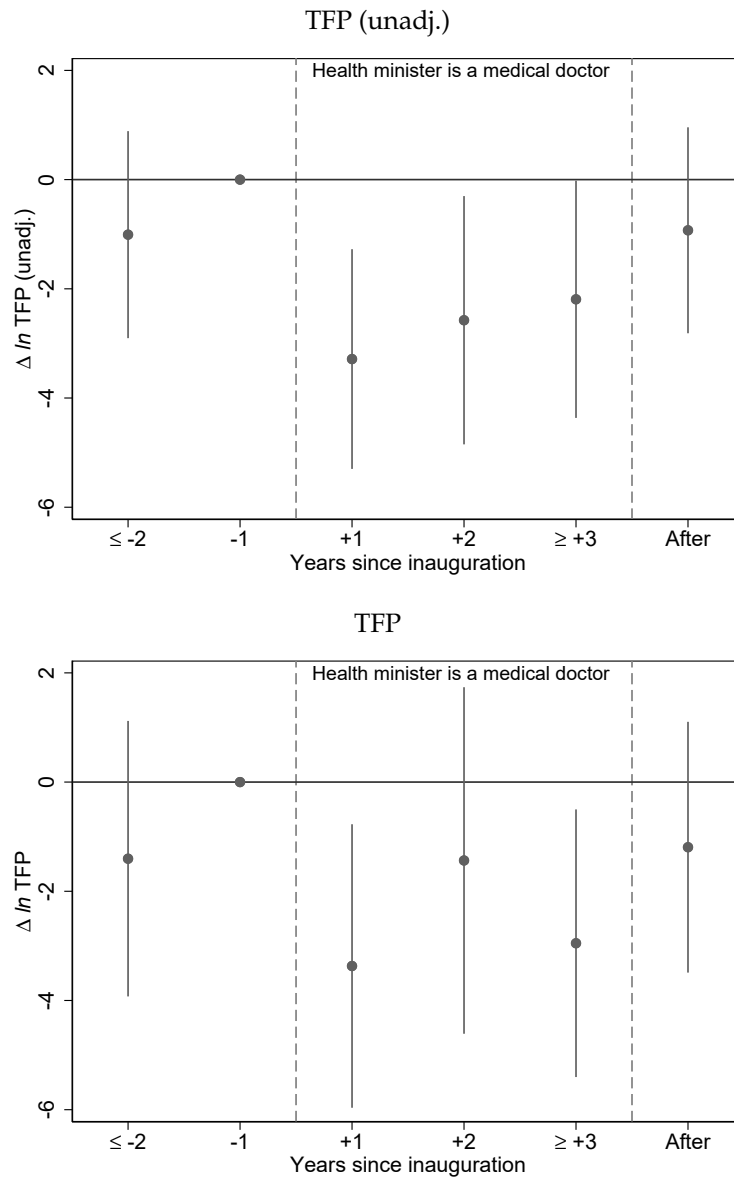 TFP (unadj.)
Health minister is a medical doctor
Δ ln TFP (unadj.)
2
0
-2
-4
-6
≤ -2 -1 +1 +2 ≥ +3 After
Years since inauguration
TFP
Health minister is a medical doctor
Δ ln TFP
2
0
-2
-4
-6
≤ -2 -1 +1 +2 ≥ +3 After
Years since inauguration